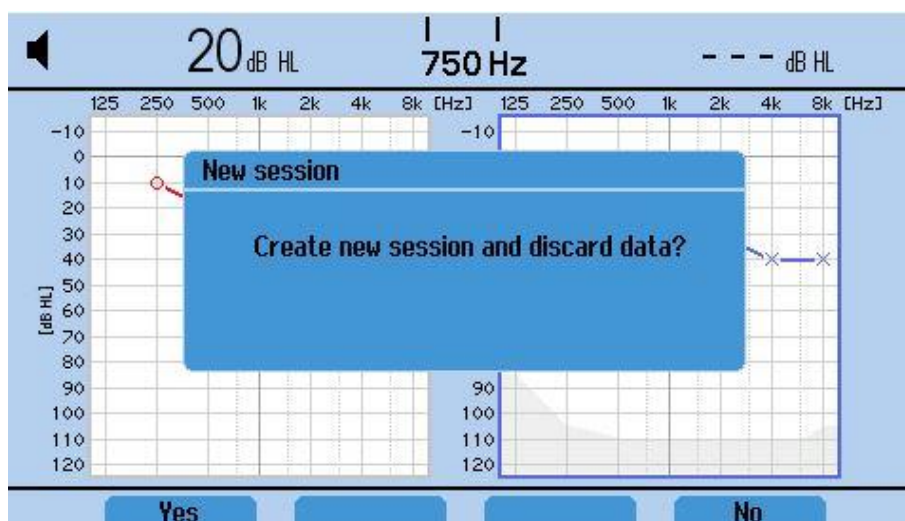 20 dB HL 750 Hz - - - dB HL
125 250 500 1k 2k 4k 8k [Hz] 125 250 500 1k 2k 4k 8k [Hz]
-10 -10
0
10
20
30
40
50
60
70
80
90 90
100 100
110 110
120 120
[dB HL]
New session
Create new session and discard data?
Yes No